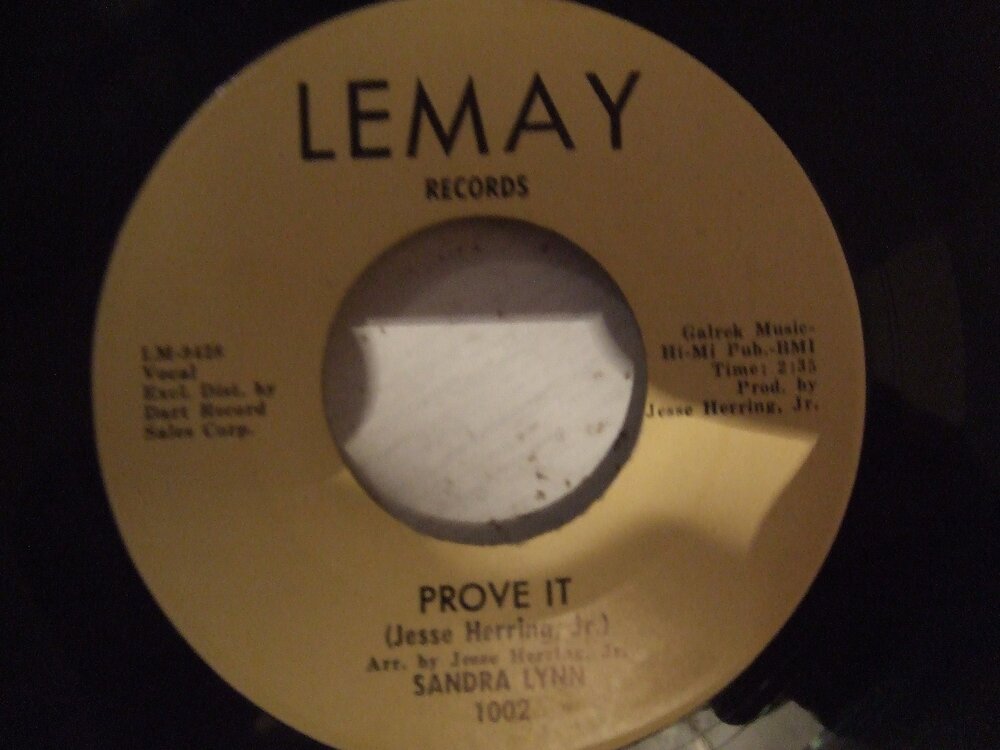 LEMAY
RECORDS
LM-9428
Vocal
Excl. Dist. by
Dart Record
Sales Corp.
Galrek Music-
Hi-Mi Pub.-BMI
Time: 2:35
Prod. by
Jesse Herring, Jr.
PROVE IT
(Jesse Herring, Jr.)
Arr. by Jesse Herring, Jr.
SANDRA LYNN
1002